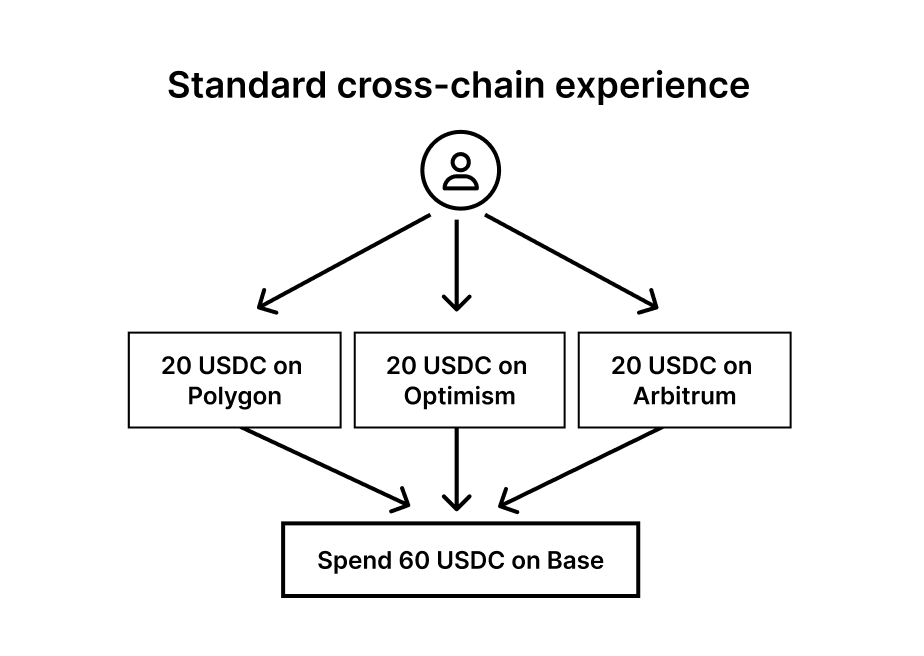 Standard cross-chain experience
20 USDC on
Polygon
20 USDC on
Optimism
20 USDC on
Arbitrum
Spend 60 USDC on Base